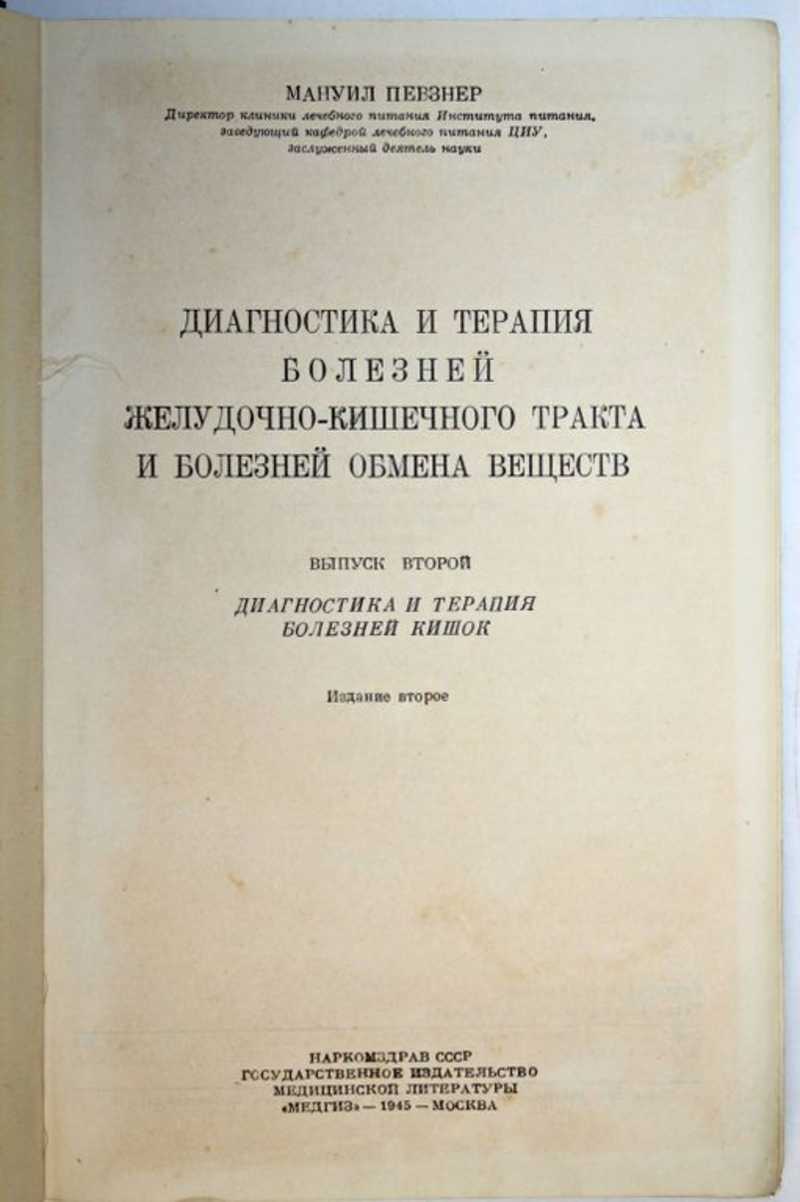 МАНУИЛ ПЕВЗНЕР
Директор клиники лечебного питания Института питания,
заведующий кафедрой лечебного питания ЦИУ,
заслуженный деятель науки
ДИАГНОСТИКА И ТЕРАПИЯ
БОЛЕЗНЕЙ
ЖЕЛУДОЧНО-КИШЕЧНОГО ТРАКТА
И БОЛЕЗНЕЙ ОБМЕНА ВЕЩЕСТВ
ВЫПУСК ВТОРОЙ
ДИАГНОСТИКА И ТЕРАПИЯ
БОЛЕЗНЕЙ КИШОК
Издание второе
НАРКОМЗДРАВ СССР
ГОСУДАРСТВЕННОЕ ИЗДАТЕЛЬСТВО
МЕДИЦИНСКОЙ ЛИТЕРАТУРЫ
«МЕДГИЗ» — 1945 — МОСКВА